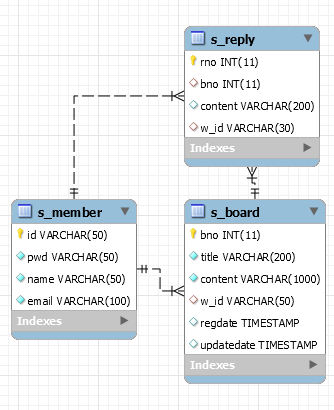 s_reply
rno INT(11)
bno INT(11)
content VARCHAR(200)
w_id VARCHAR(30)
Indexes
s_member
id VARCHAR(50)
pwd VARCHAR(50)
name VARCHAR(50)
email VARCHAR(100)
Indexes
s_board
bno INT(11)
title VARCHAR(200)
content VARCHAR(1000)
w_id VARCHAR(50)
regdate TIMESTAMP
updatedate TIMESTAMP
Indexes